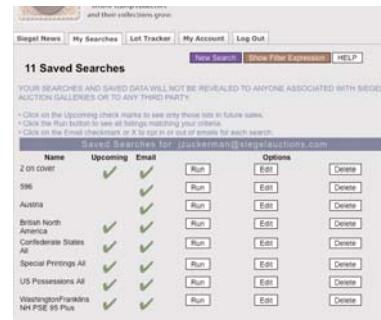 and their collections grow.
Siegel News My Searches Lot Tracker My Account Log Out
New Search Show Filter Expression HELP
11 Saved Searches
YOUR SEARCHES AND SAVED DATA WILL NOT BE REVEALED TO ANYONE ASSOCIATED WITH SIEGE
AUCTION GALLERIES OR TO ANY THIRD PARTY.
• Click on the Upcoming check marks to see only those lots in future sales.
• Click the Run button to see all listings matching your criteria.
• Click on the Email checkmark or X to opt in or out of emails for each search.
Saved Searches for jzuckerman@siegelauctions.com
Name Upcoming Email Options
2 on cover Run Edit Delete
596 Run Edit Delete
Austria Run Edit Delete
British North
America Run Edit Delete
Confederate States
All Run Edit Delete
Special Printings All Run Edit Delete
US Possessions All Run Edit Delete
WashingtonFranklins
NH PSE 95 Plus Run Edit Delete